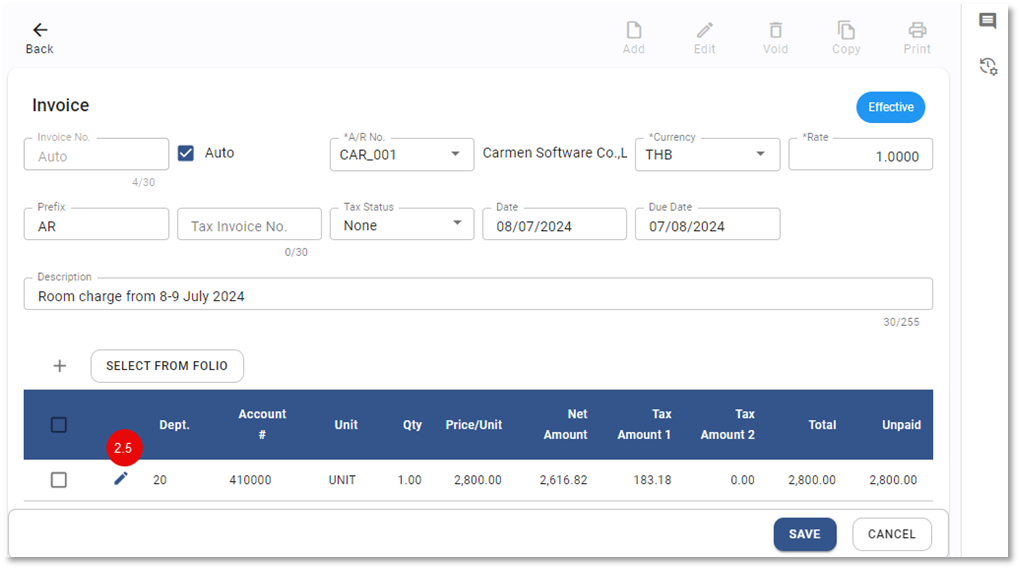 Back
Add
Edit
Void
Copy
Print
Invoice
Effective
Invoice No.
Auto
4/30
Auto
*A/R No.
CAR_001
Carmen Software Co.,L
*Currency
THB
*Rate
1.0000
Prefix
AR
Tax Invoice No.
0/30
Tax Status
None
Date
08/07/2024
Due Date
07/08/2024
Description
Room charge from 8-9 July 2024
30/255
SELECT FROM FOLIO
Dept.
Account
#
Unit
Qty
Price/Unit
Net
Amount
Tax
Amount 1
Tax
Amount 2
Total
Unpaid
2.5
20
410000
UNIT
1.00
2,800.00
2,616.82
183.18
0.00
2,800.00
2,800.00
SAVE
CANCEL